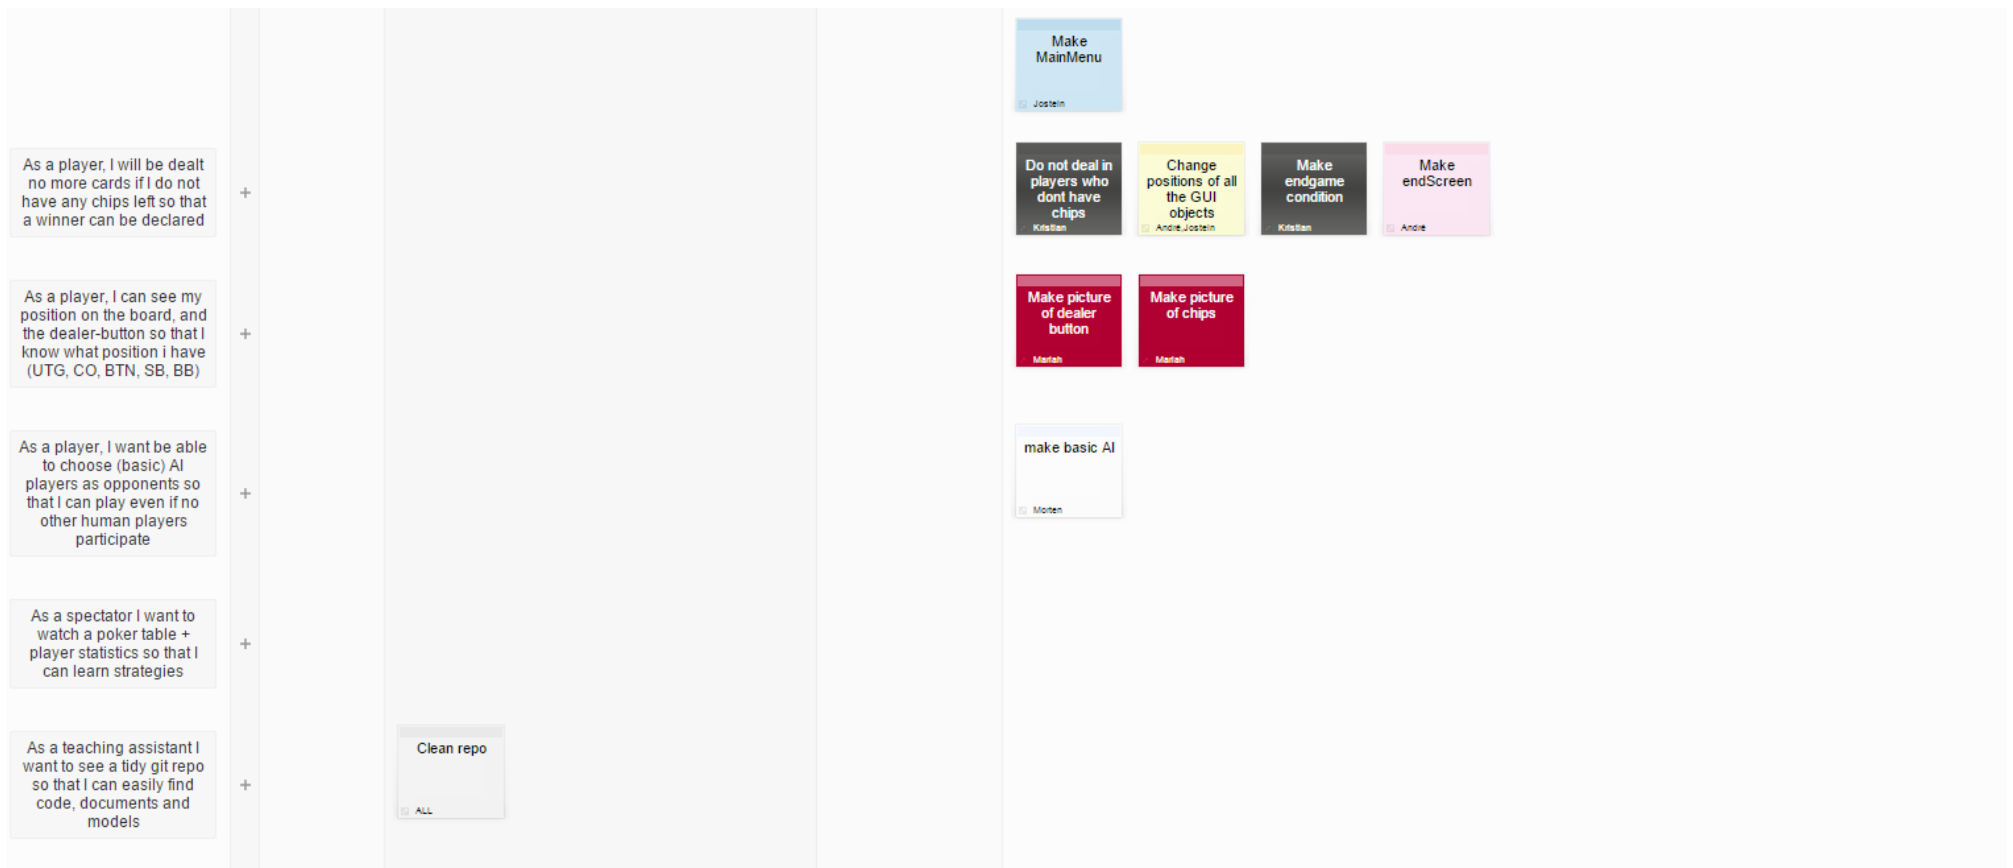 Make
MainMenu
Jostein
As a player, I will be dealt
no more cards if I do not
have any chips left so that
a winner can be declared
+
Do not deal in
players who
dont have
chips
Kristian
Change
positions of all
the GUI
objects
André,Jostein
Make
endgame
condition
Kristian
Make
endScreen
André
As a player, I can see my
position on the board, and
the dealer-button so that I
know what position i have
(UTG, CO, BTN, SB, BB)
+
Make picture
of dealer
button
Mariah
Make picture
of chips
Mariah
As a player, I want be able
to choose (basic) AI
players as opponents so
that I can play even if no
other human players
participate
+
make basic AI
Morten
As a spectator I want to
watch a poker table +
player statistics so that I
can learn strategies
+
As a teaching assistant I
want to see a tidy git repo
so that I can easily find
code, documents and
models
+
Clean repo
ALL